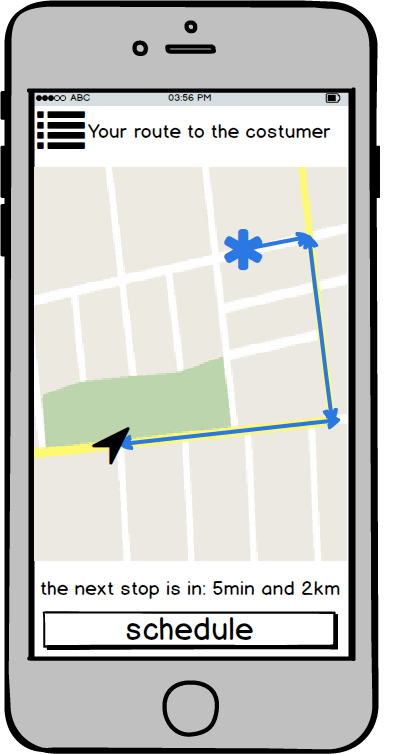 ABC 03:56 PM
Your route to the costumer
the next stop is in: 5min and 2km
schedule